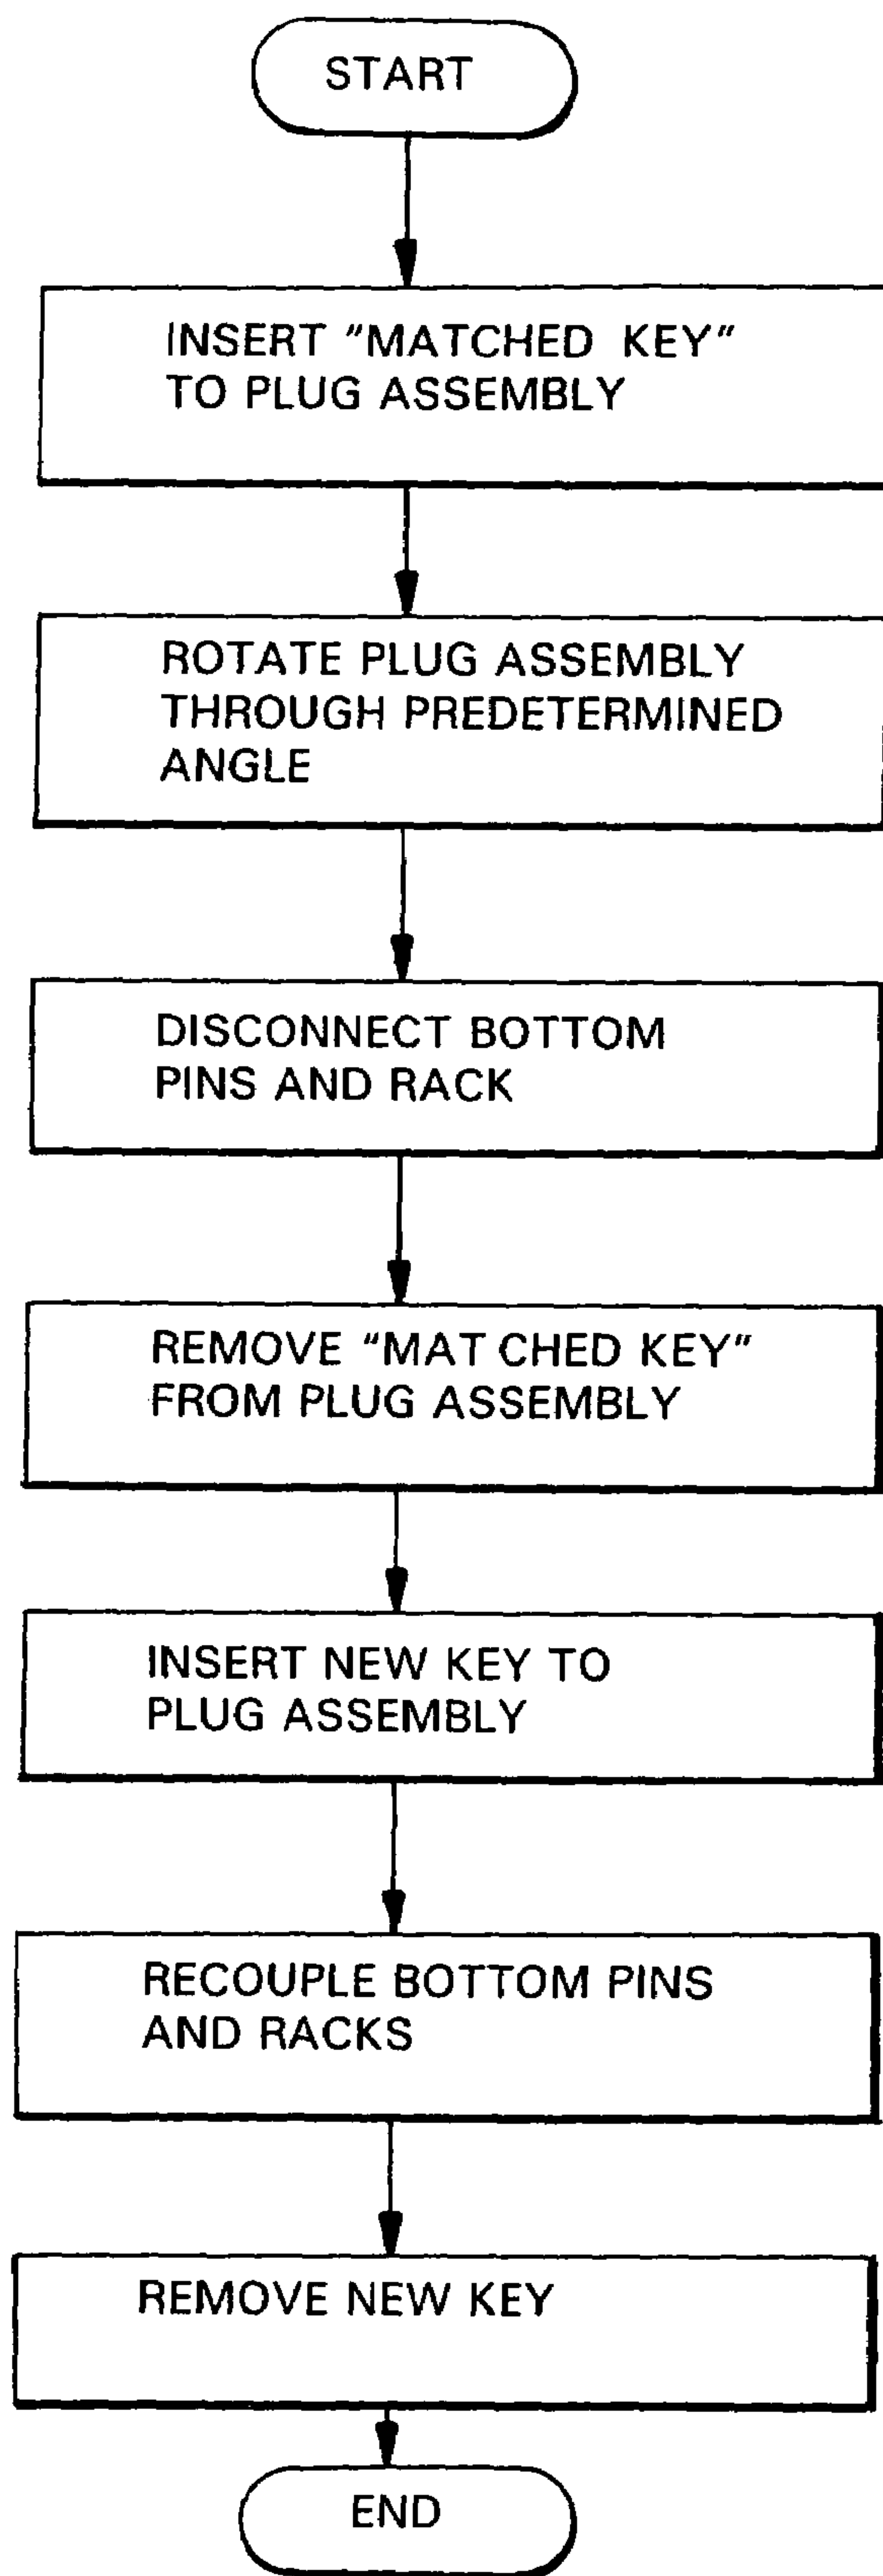 START
INSERT "MATCHED KEY"
TO PLUG ASSEMBLY
ROTATE PLUG ASSEMBLY
THROUGH PREDETERMINED
ANGLE
DISCONNECT BOTTOM
PINS AND RACK
REMOVE "MATCHED KEY"
FROM PLUG ASSEMBLY
INSERT NEW KEY TO
PLUG ASSEMBLY
RECOUPLE BOTTOM PINS
AND RACKS
REMOVE NEW KEY
END